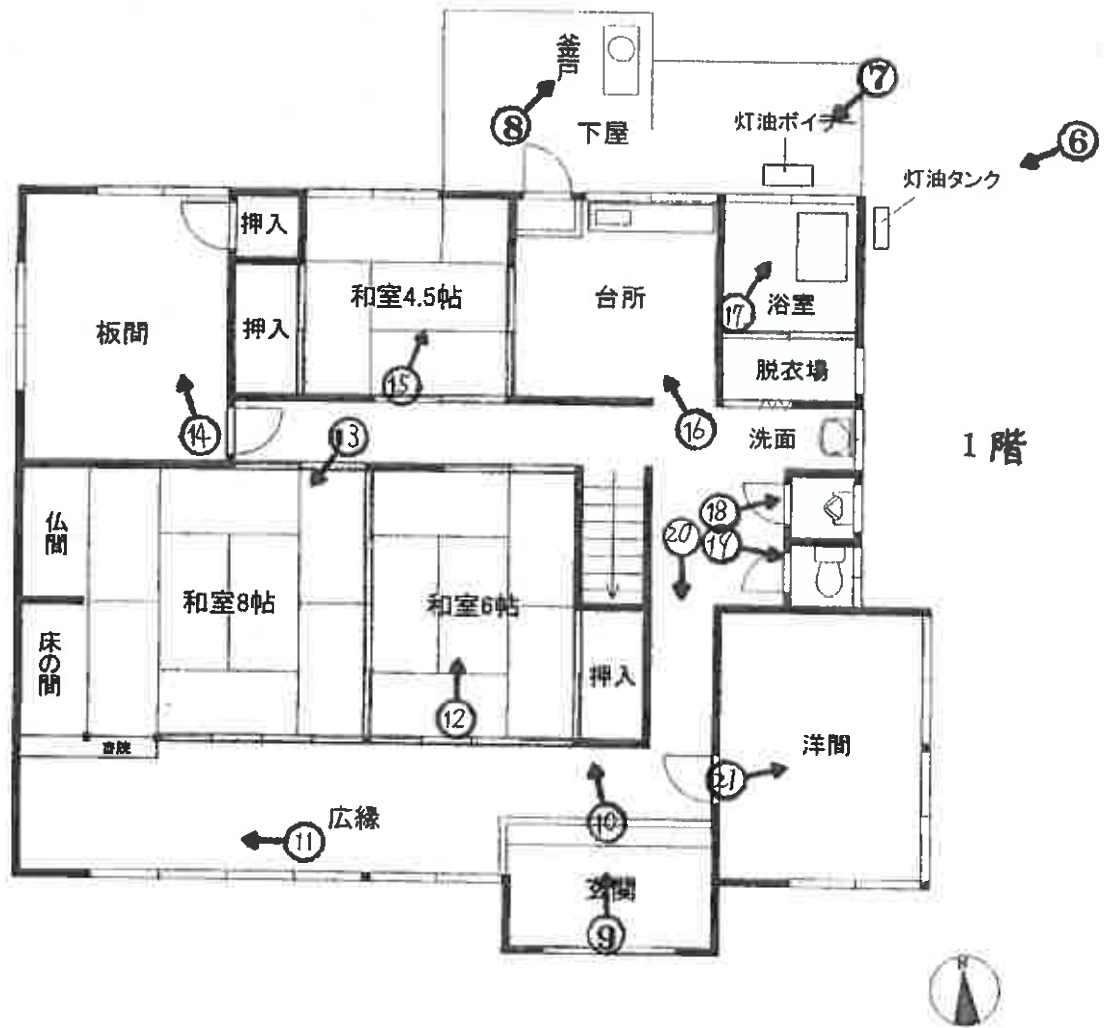 釜戸
⑦
⑧
下屋
灯油ボイラー
⑥
灯油タンク
押入
和室4.5帖
台所
⑰
浴室
板間
押入
脱衣場
⑮
⑭
⑬
⑯
洗面
1階
仏間
⑱
⑳
⑲
和室8帖
和室6帖
床の間
押入
⑫
書院
洋間
㉑
広縁
⑩
⑪
玄関
⑨
N